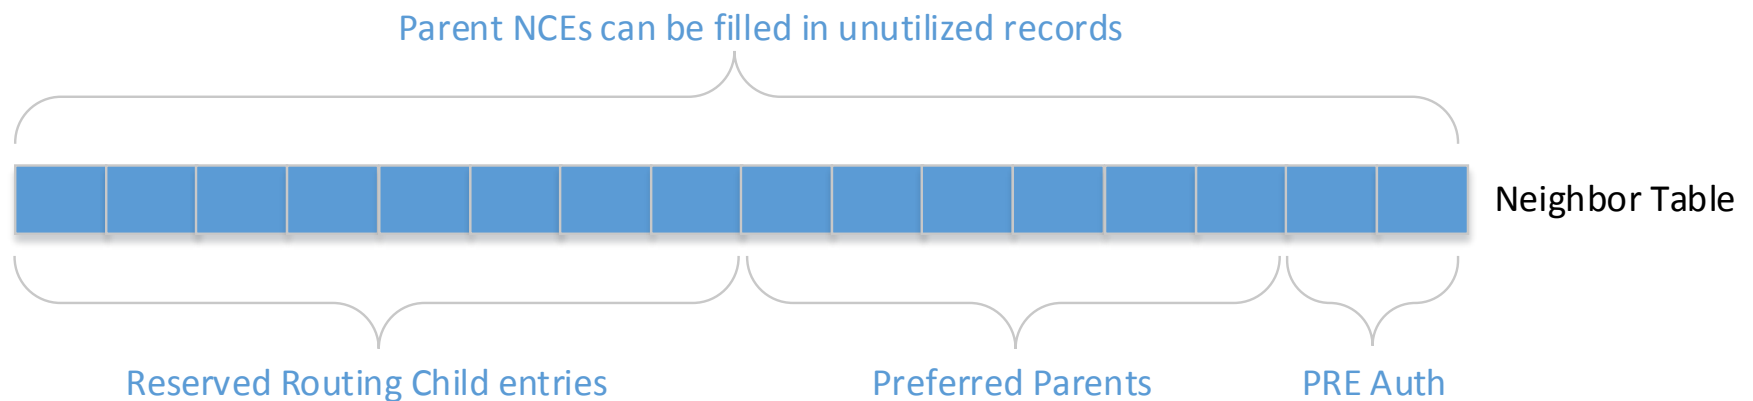 Parent NCEs can be filled in unutilized records
Neighbor Table
Reserved Routing Child entries
Preferred Parents
PRE Auth